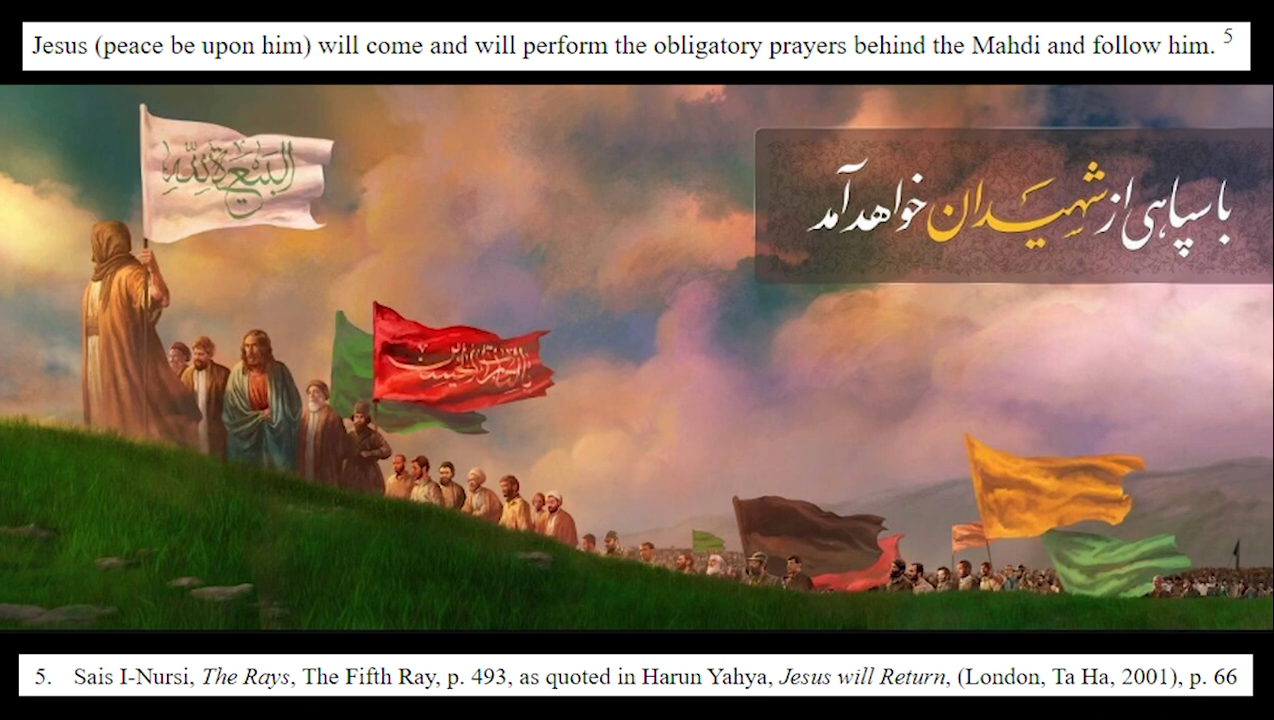 Jesus (peace be upon him) will come and will perform the obligatory prayers behind the Mahdi and follow him. 5
البیعة لله
با سپاهی از شهیدان خواهد آمد
5. Sais I-Nursi, The Rays, The Fifth Ray, p. 493, as quoted in Harun Yahya, Jesus will Return, (London, Ta Ha, 2001), p. 66